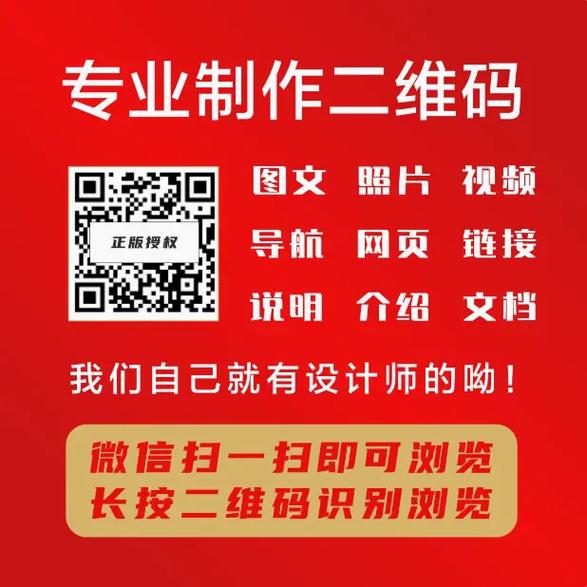 专业制作二维码
正版授权
图文 照片 视频
导航 网页 链接
说明 介绍 文档
我们自己就有设计师的呦！
微信扫一扫即可浏览
长按二维码识别浏览